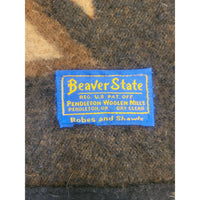 Beaver State
REG. U.S. PAT. OFF.
PENDLETON WOOLEN MILLS
PENDLETON, OR. DRY CLEAN
Robes and Shawls